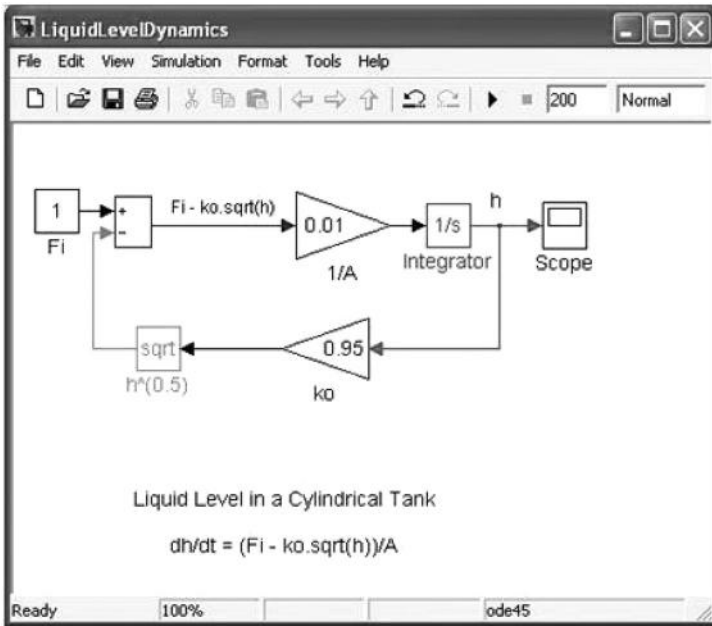 LiquidLevelDynamics
File Edit View Simulation Format Tools Help
200 Normal
1
Fi
+
−
Fi - ko.sqrt(h)
0.01
1/A
1/s
Integrator
h
Scope
sqrt
h^(0.5)
0.95
ko
Liquid Level in a Cylindrical Tank
dh/dt = (Fi - ko.sqrt(h))/A
Ready 100% ode45